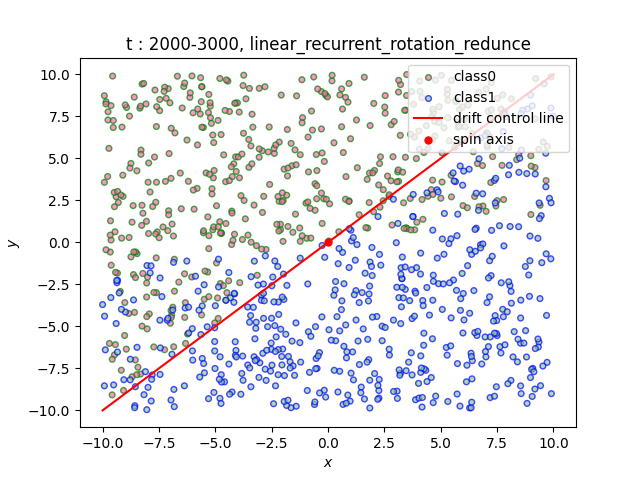 t : 2000-3000, linear_recurrent_rotation_redunce
class0
class1
drift control line
spin axis
y
10.0
7.5
5.0
2.5
0.0
−2.5
−5.0
−7.5
−10.0
−10.0 −7.5 −5.0 −2.5 0.0 2.5 5.0 7.5 10.0
x